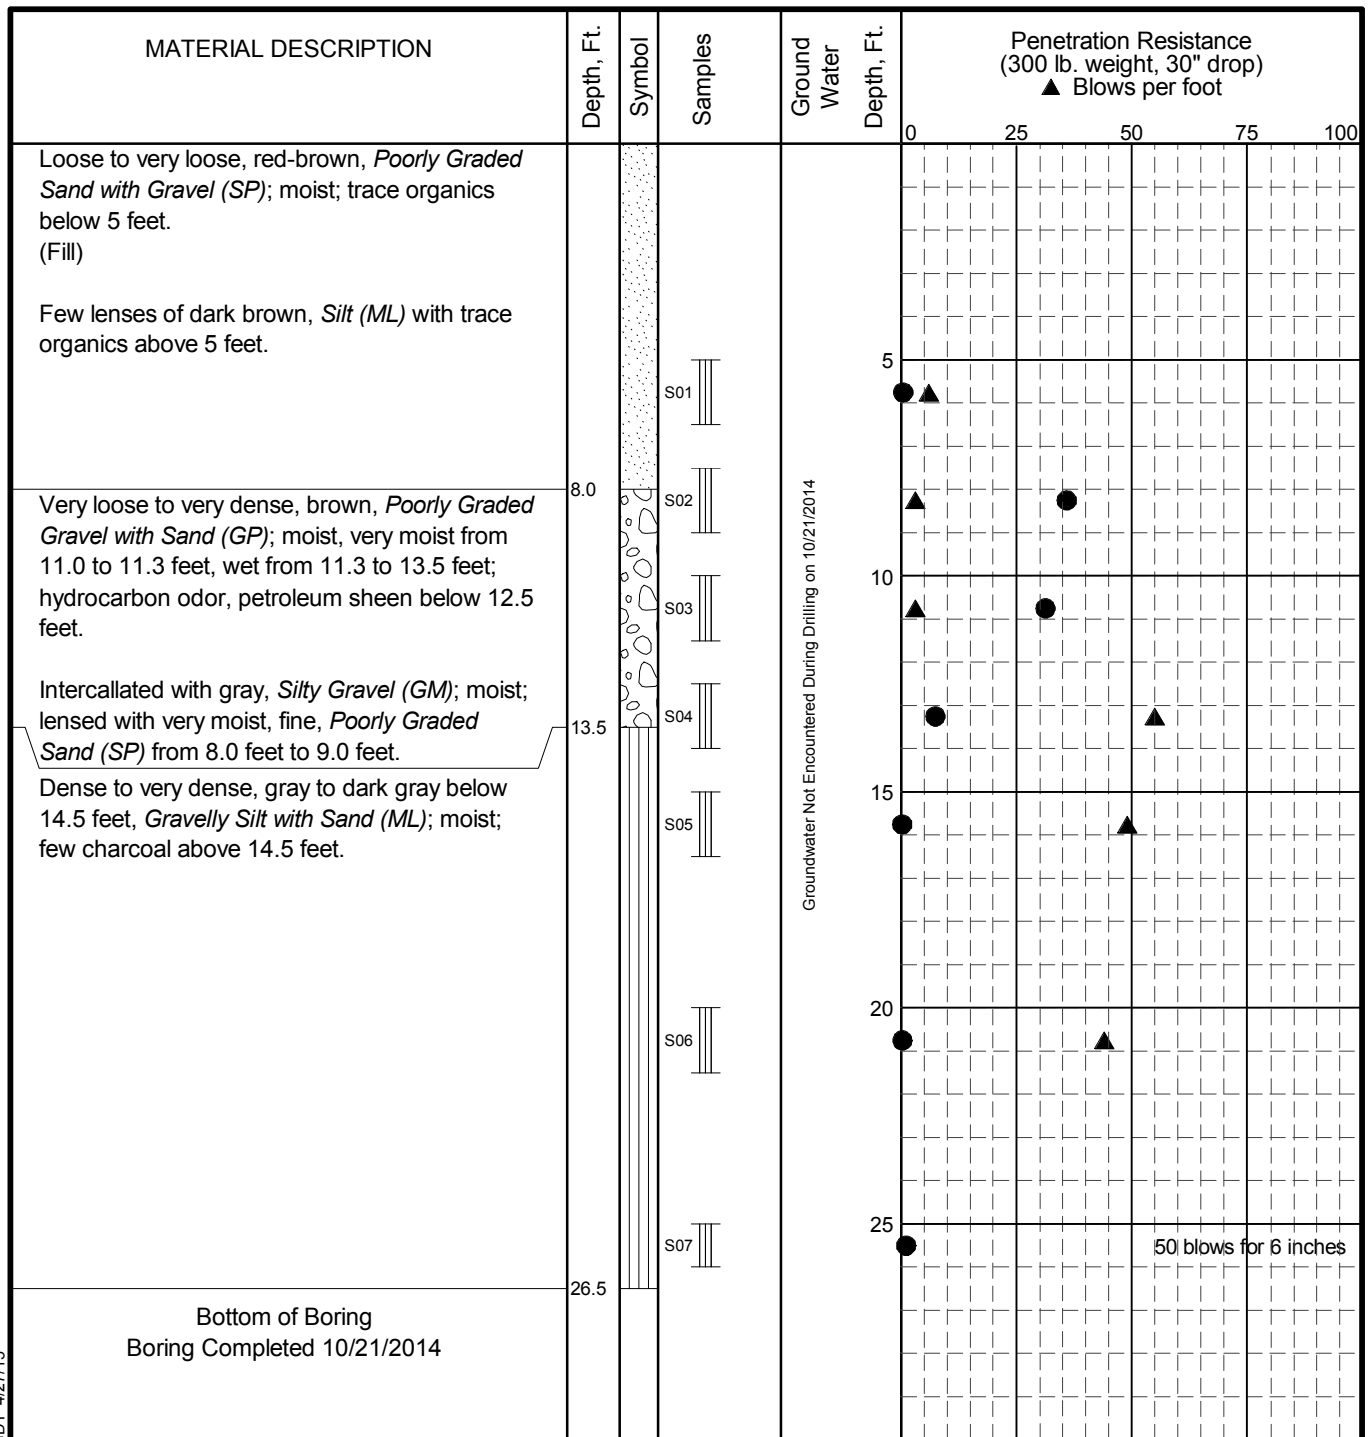 MATERIAL DESCRIPTION
Depth, Ft.
Symbol
Samples
Ground
Water
Depth, Ft.
Penetration Resistance
(300 lb. weight, 30" drop)
▲ Blows per foot
0 25 50 75 100
Loose to very loose, red-brown, Poorly Graded
Sand with Gravel (SP); moist; trace organics
below 5 feet.
(Fill)
Few lenses of dark brown, Silt (ML) with trace
organics above 5 feet.
5
S01
8.0
S02
Very loose to very dense, brown, Poorly Graded
Gravel with Sand (GP); moist, very moist from
11.0 to 11.3 feet, wet from 11.3 to 13.5 feet;
hydrocarbon odor, petroleum sheen below 12.5
feet.
10
S03
Groundwater Not Encountered During Drilling on 10/21/2014
Intercallated with gray, Silty Gravel (GM); moist;
lensed with very moist, fine, Poorly Graded
Sand (SP) from 8.0 feet to 9.0 feet.
S04
13.5
Dense to very dense, gray to dark gray below
14.5 feet, Gravelly Silt with Sand (ML); moist;
few charcoal above 14.5 feet.
15
S05
20
S06
25
S07
50 blows for 6 inches
26.5
Bottom of Boring
Boring Completed 10/21/2014